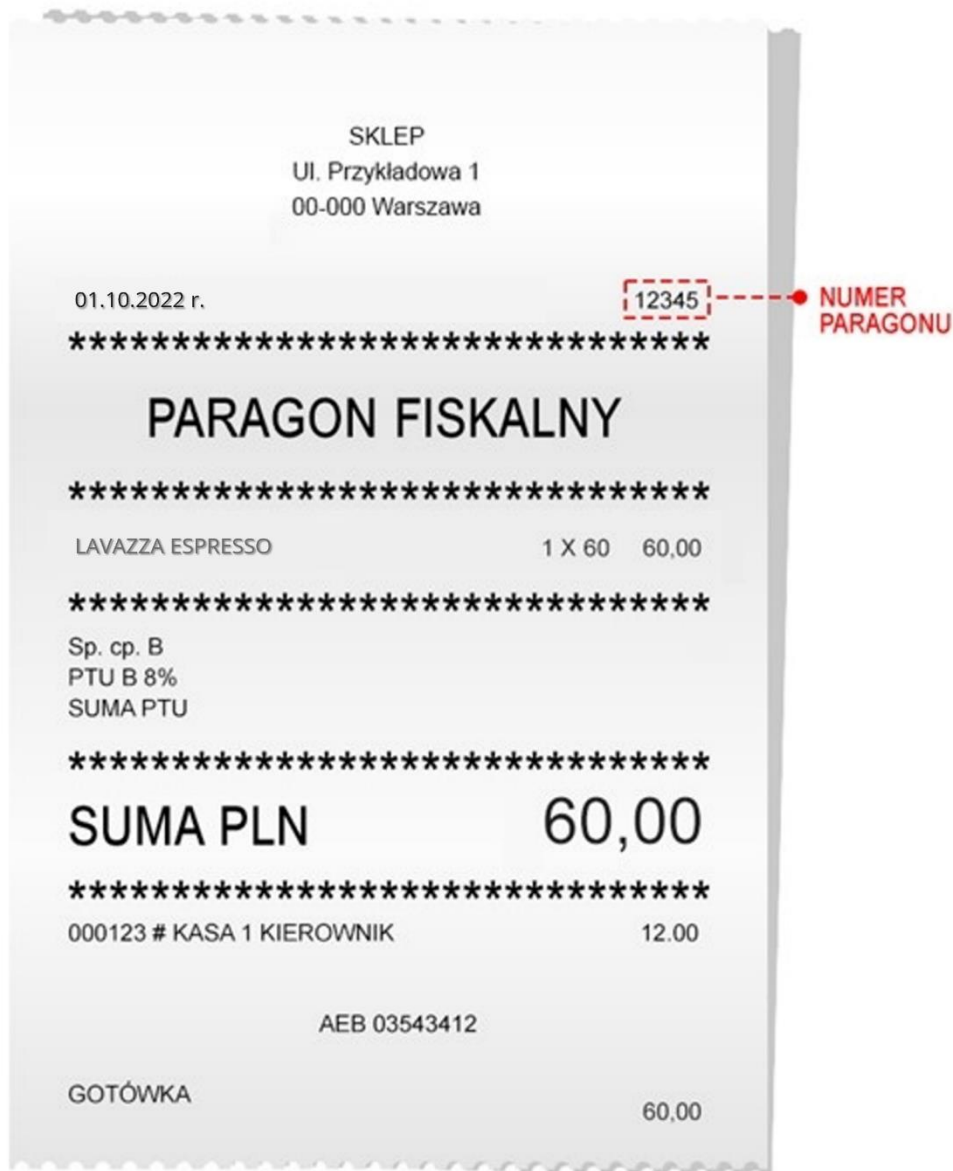 SKLEP
Ul. Przykładowa 1
00-000 Warszawa
01.10.2022 r. 12345
NUMER
PARAGONU
*********************************
PARAGON FISKALNY
*********************************
LAVAZZA ESPRESSO 1 X 60 60,00
*********************************
Sp. cp. B
PTU B 8%
SUMA PTU
*********************************
SUMA PLN 60,00
*********************************
000123 # KASA 1 KIEROWNIK 12.00
AEB 03543412
GOTÓWKA
60,00